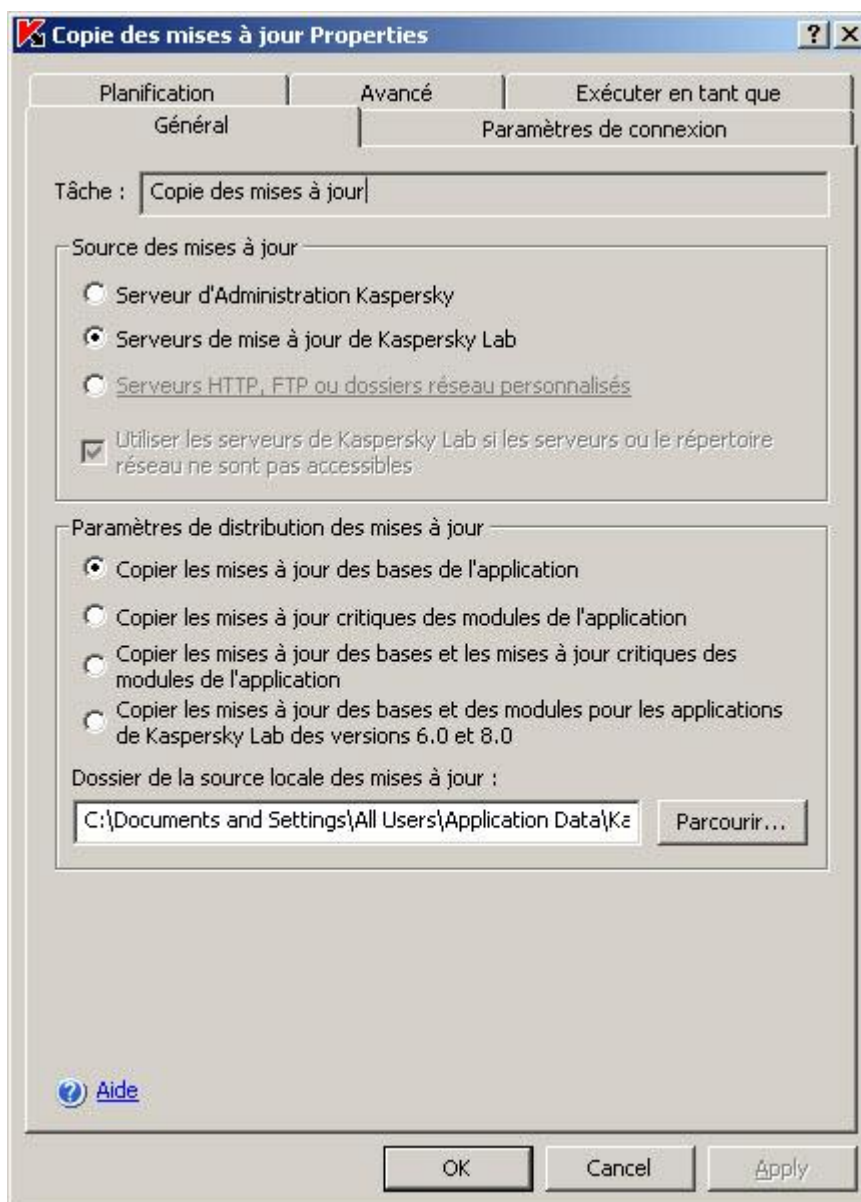 Copie des mises à jour Properties
Planification
Avancé
Exécuter en tant que
Général
Paramètres de connexion
Tâche :
Copie des mises à jour
Source des mises à jour
Serveur d'Administration Kaspersky
Serveurs de mise à jour de Kaspersky Lab
Serveurs HTTP, FTP ou dossiers réseau personnalisés
Utiliser les serveurs de Kaspersky Lab si les serveurs ou le répertoire
réseau ne sont pas accessibles
Paramètres de distribution des mises à jour
Copier les mises à jour des bases de l'application
Copier les mises à jour critiques des modules de l'application
Copier les mises à jour des bases et les mises à jour critiques des
modules de l'application
Copier les mises à jour des bases et des modules pour les applications
de Kaspersky Lab des versions 6.0 et 8.0
Dossier de la source locale des mises à jour :
C:\Documents and Settings\All Users\Application Data\Ka
Parcourir...
Aide
OK
Cancel
Apply